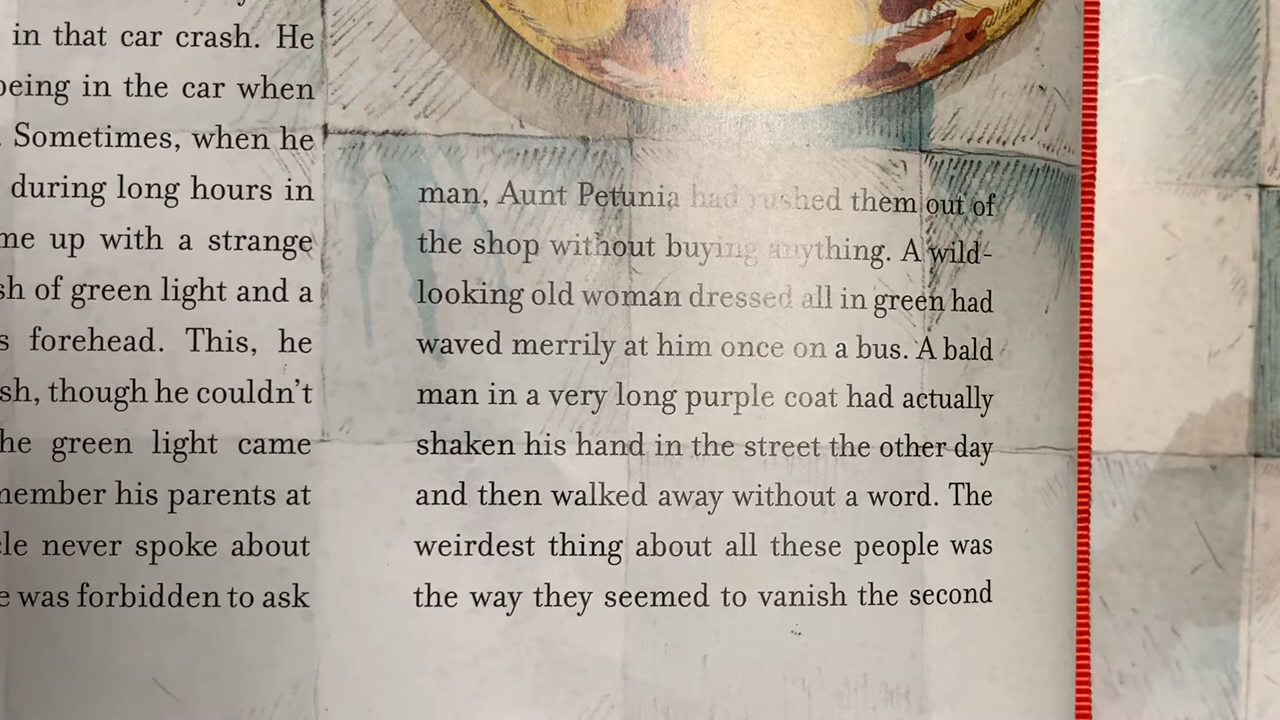 in that car crash. He
being in the car when
. Sometimes, when he
during long hours in
me up with a strange
sh of green light and a
s forehead. This, he
sh, though he couldn't
he green light came
member his parents at
cle never spoke about
e was forbidden to ask
man, Aunt Petunia had rushed them out of
the shop without buying anything. A wild-
looking old woman dressed all in green had
waved merrily at him once on a bus. A bald
man in a very long purple coat had actually
shaken his hand in the street the other day
and then walked away without a word. The
weirdest thing about all these people was
the way they seemed to vanish the second